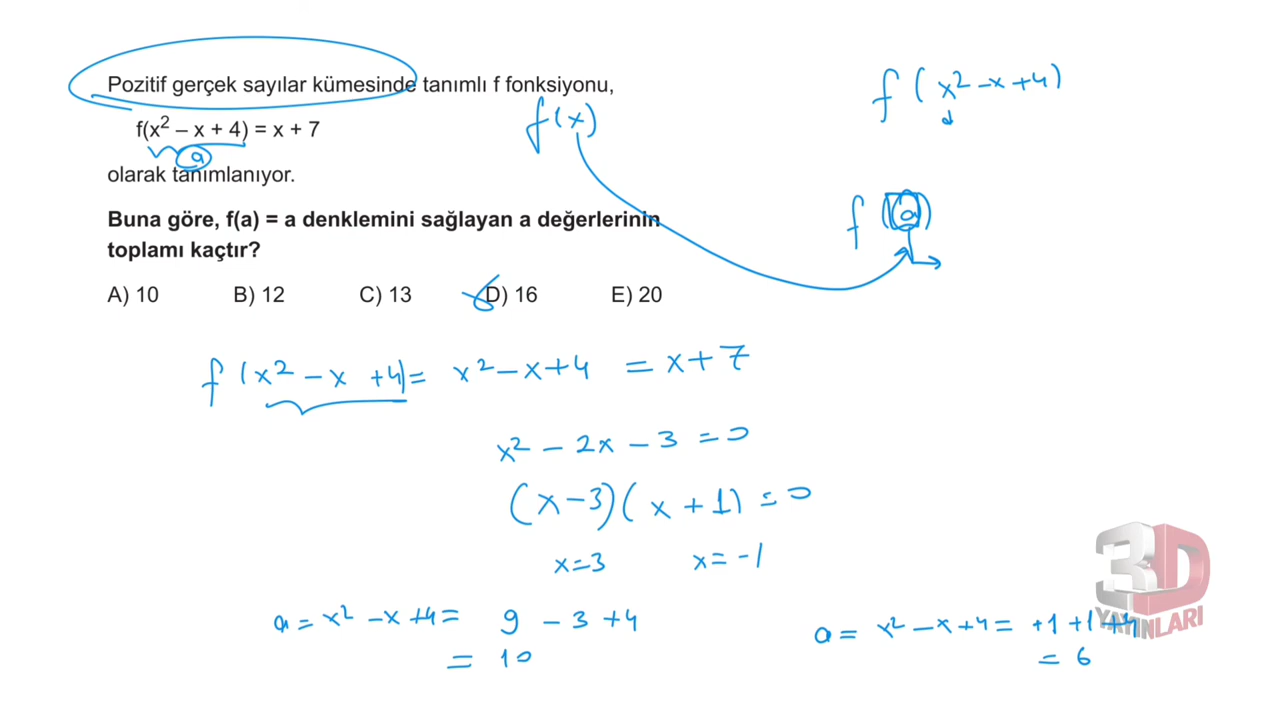 Pozitif gerçek sayılar kümesinde tanımlı f fonksiyonu,
f(x² – x + 4) = x + 7
a
olarak tanımlanıyor.
Buna göre, f(a) = a denklemini sağlayan a değerlerinin
toplamı kaçtır?
A) 10 B) 12 C) 13 D) 16 E) 20
f(x)
f(x²-x+4)
f(a)
f(x²-x+4)= x²-x+4 = x+7
x²-2x-3=0
(x-3)(x+1)=0
x=3 x=-1
a=x²-x+4= 9-3+4
= 10
a= x²-x+4= +1+1+4
= 6
3D
YAYINLARI